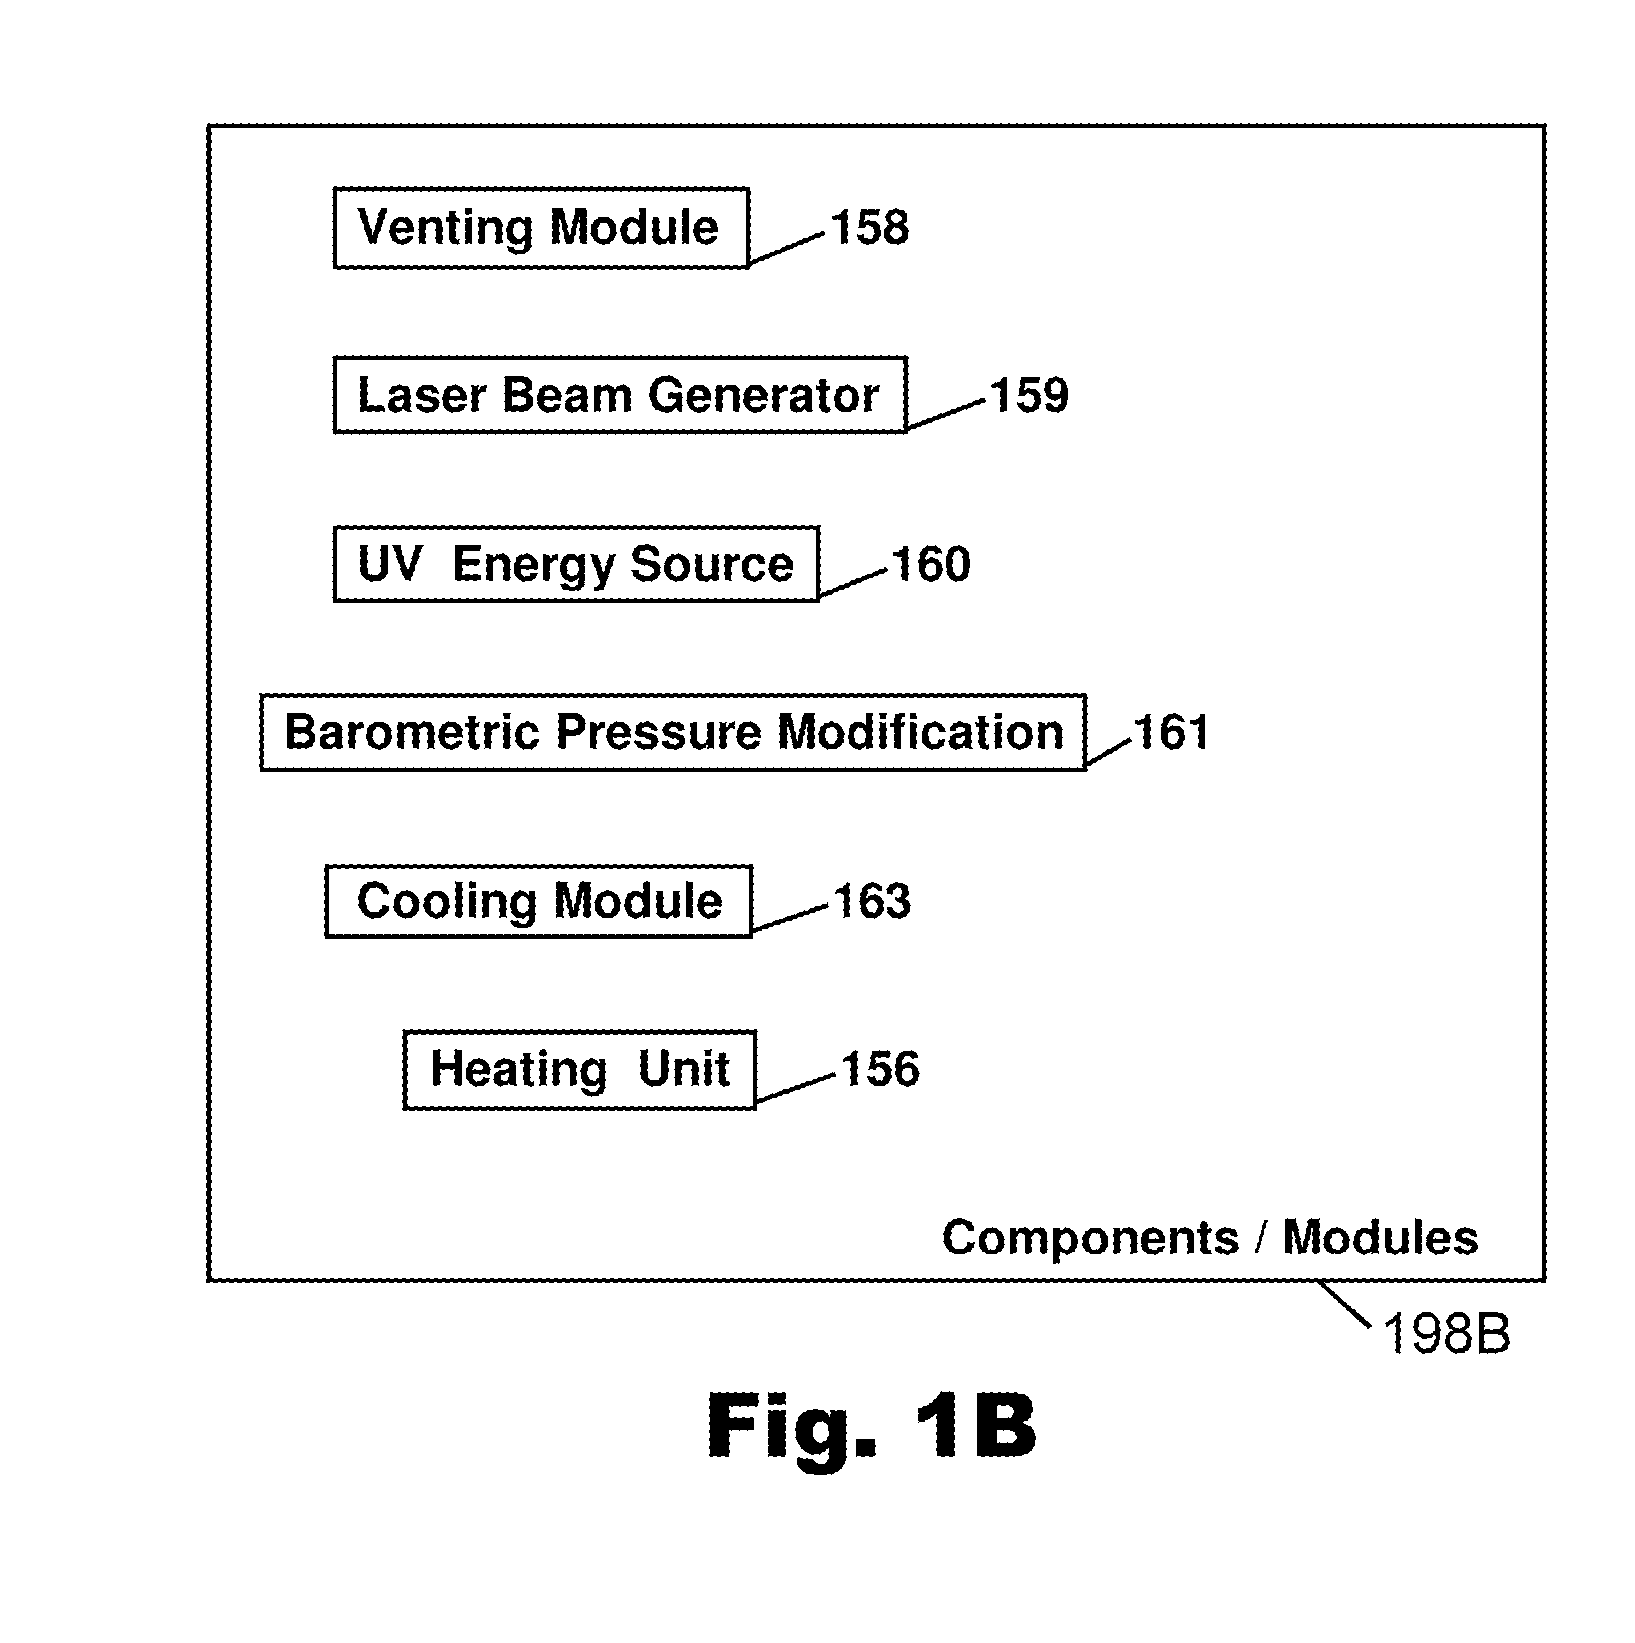 Venting Module 158
Laser Beam Generator 159
UV Energy Source 160
Barometric Pressure Modification 161
Cooling Module 163
Heating Unit 156
Components / Modules
198B
Fig. 1B